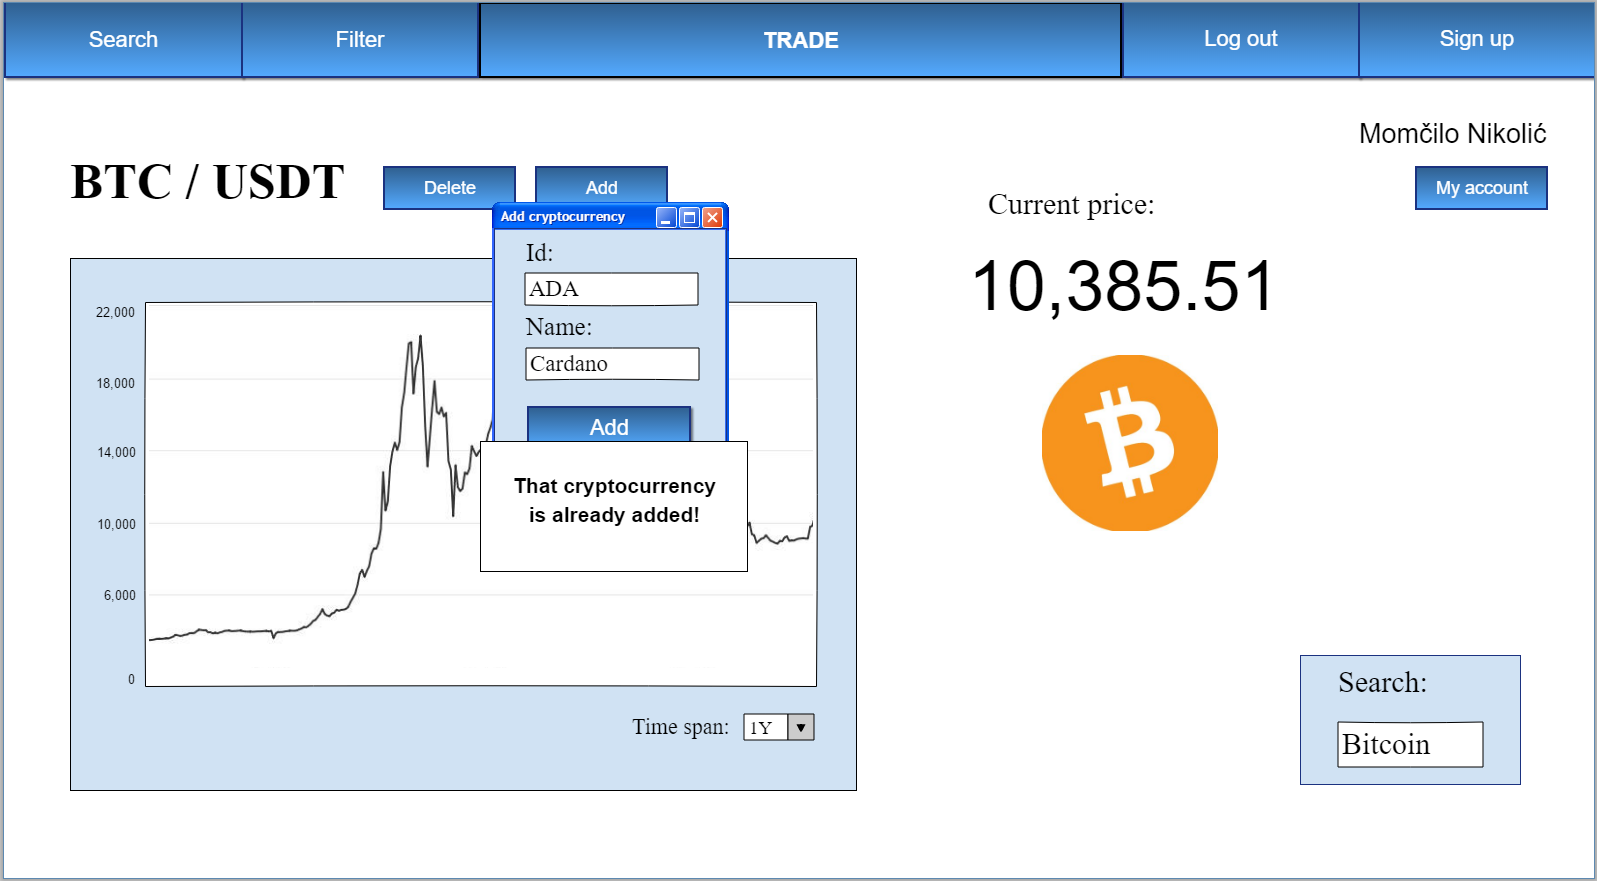 Search
Filter
TRADE
Log out
Sign up
Momčilo Nikolić
My account
BTC / USDT
Delete
Add
Current price:
10,385.51
Add cryptocurrency
Id:
ADA
Name:
Cardano
Add
That cryptocurrency
is already added!
22,000
18,000
14,000
10,000
6,000
0
Time span:
1Y
Search:
Bitcoin